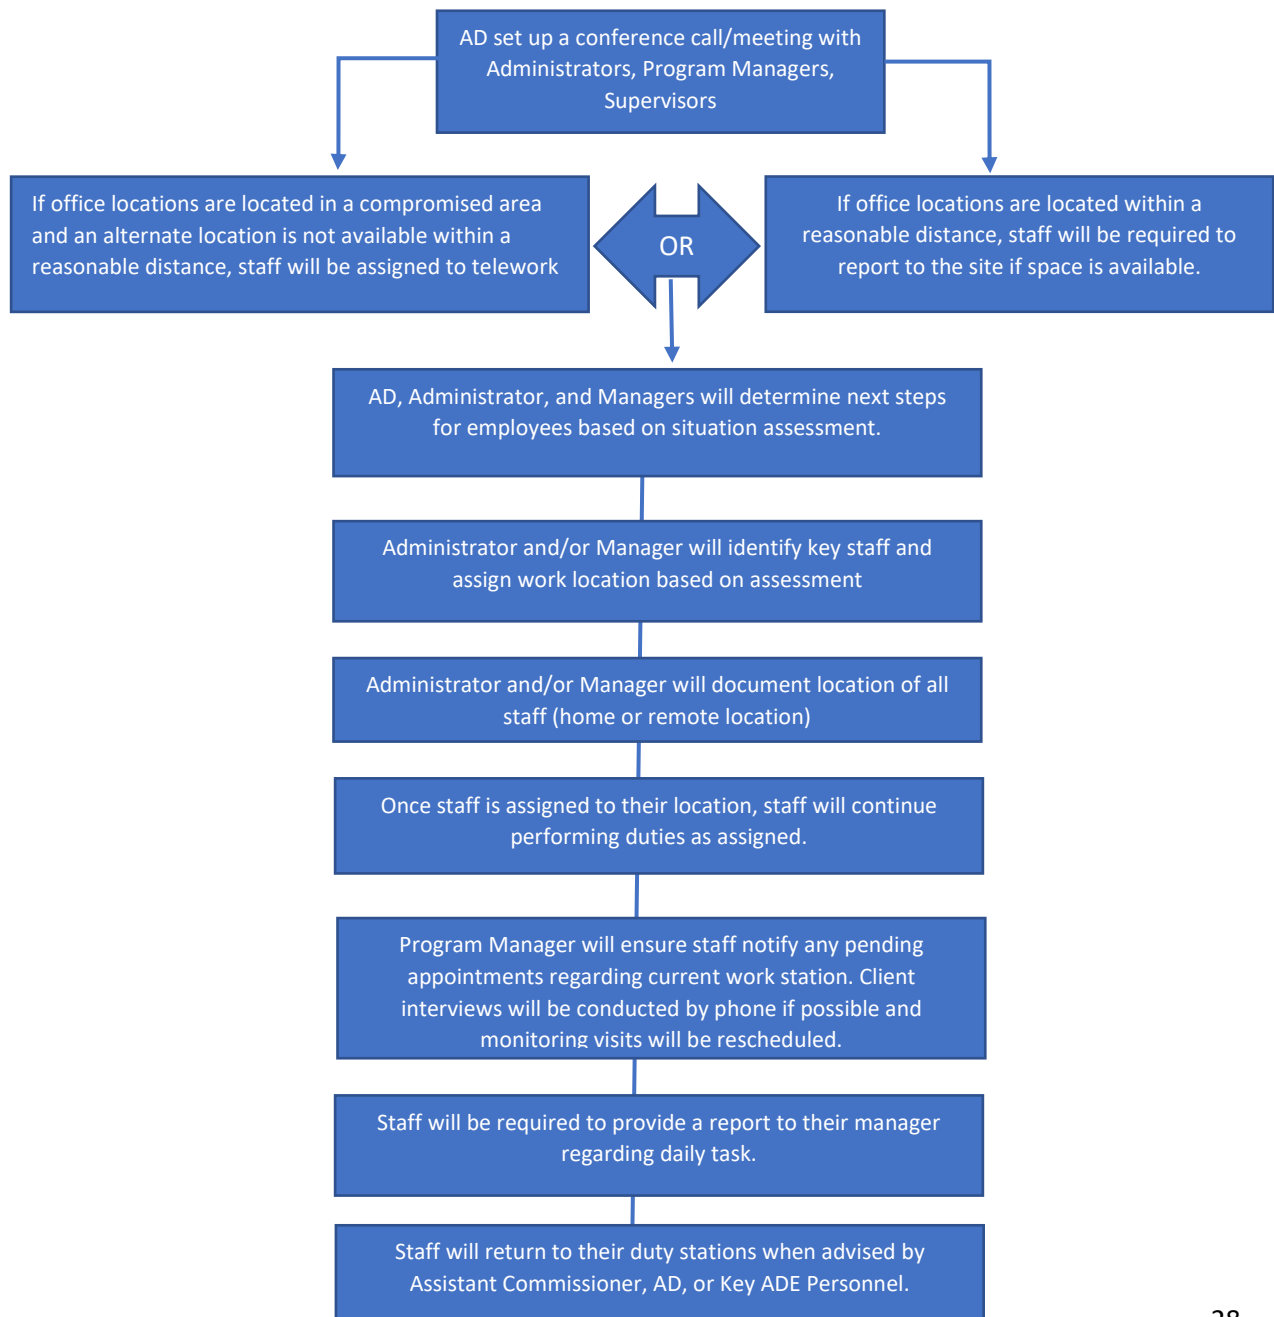 AD set up a conference call/meeting with
Administrators, Program Managers,
Supervisors
If office locations are located in a compromised area
and an alternate location is not available within a
reasonable distance, staff will be assigned to telework
OR
If office locations are located within a
reasonable distance, staff will be required to
report to the site if space is available.
AD, Administrator, and Managers will determine next steps
for employees based on situation assessment.
Administrator and/or Manager will identify key staff and
assign work location based on assessment
Administrator and/or Manager will document location of all
staff (home or remote location)
Once staff is assigned to their location, staff will continue
performing duties as assigned.
Program Manager will ensure staff notify any pending
appointments regarding current work station. Client
interviews will be conducted by phone if possible and
monitoring visits will be rescheduled.
Staff will be required to provide a report to their manager
regarding daily task.
Staff will return to their duty stations when advised by
Assistant Commissioner, AD, or Key ADE Personnel.
28